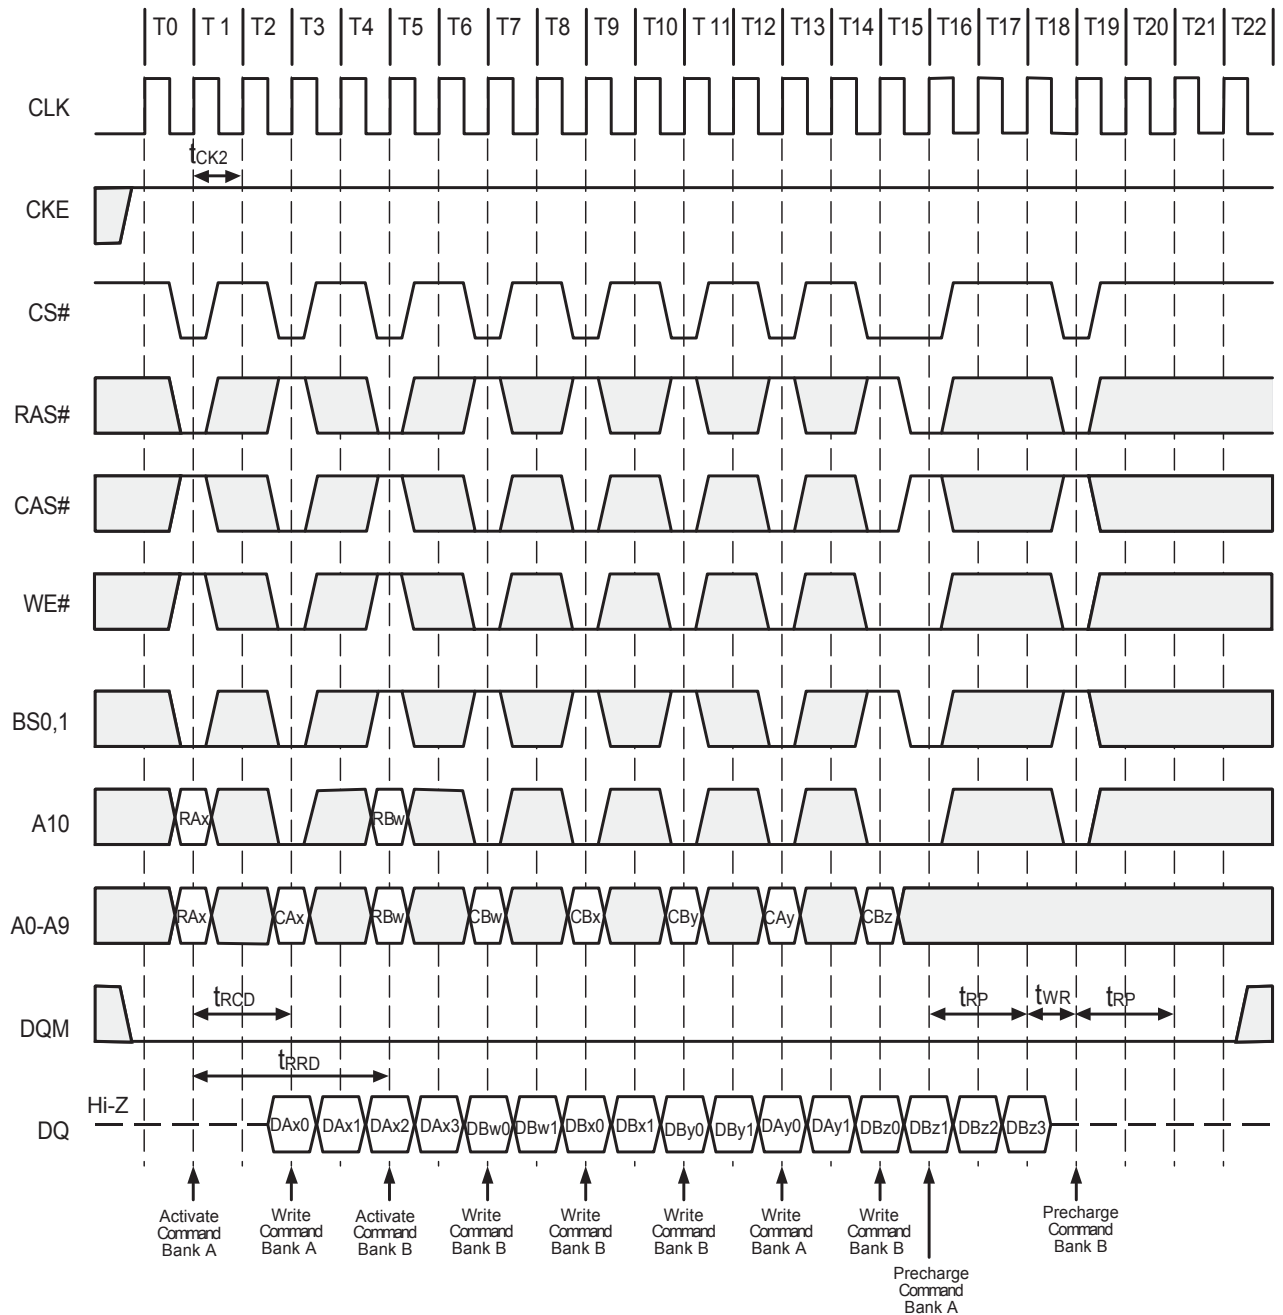 T0 T 1 T2 T3 T4 T5 T6 T7 T8 T9 T10 T 11 T12 T13 T14 T15 T16 T17 T18 T19 T20 T21 T22
CLK
tCK2
CKE
CS#
RAS#
CAS#
WE#
BS0,1
A10
RAx RBw
A0-A9
RAx CAx RBw CBw CBx CBy CAy CBz
DQM
tRCD tRP tWR tRP
tRRD
Hi-Z
DQ
DAx0 DAx1 DAx2 DAx3 DBw0 DBw1 DBx0 DBx1 DBy0 DBy1 DAy0 DAy1 DBz0 DBz1 DBz2 DBz3
Activate
Command
Bank A
Write
Command
Bank A
Activate
Command
Bank B
Write
Command
Bank B
Write
Command
Bank B
Write
Command
Bank B
Write
Command
Bank A
Write
Command
Bank B
Precharge
Command
Bank A
Precharge
Command
Bank B